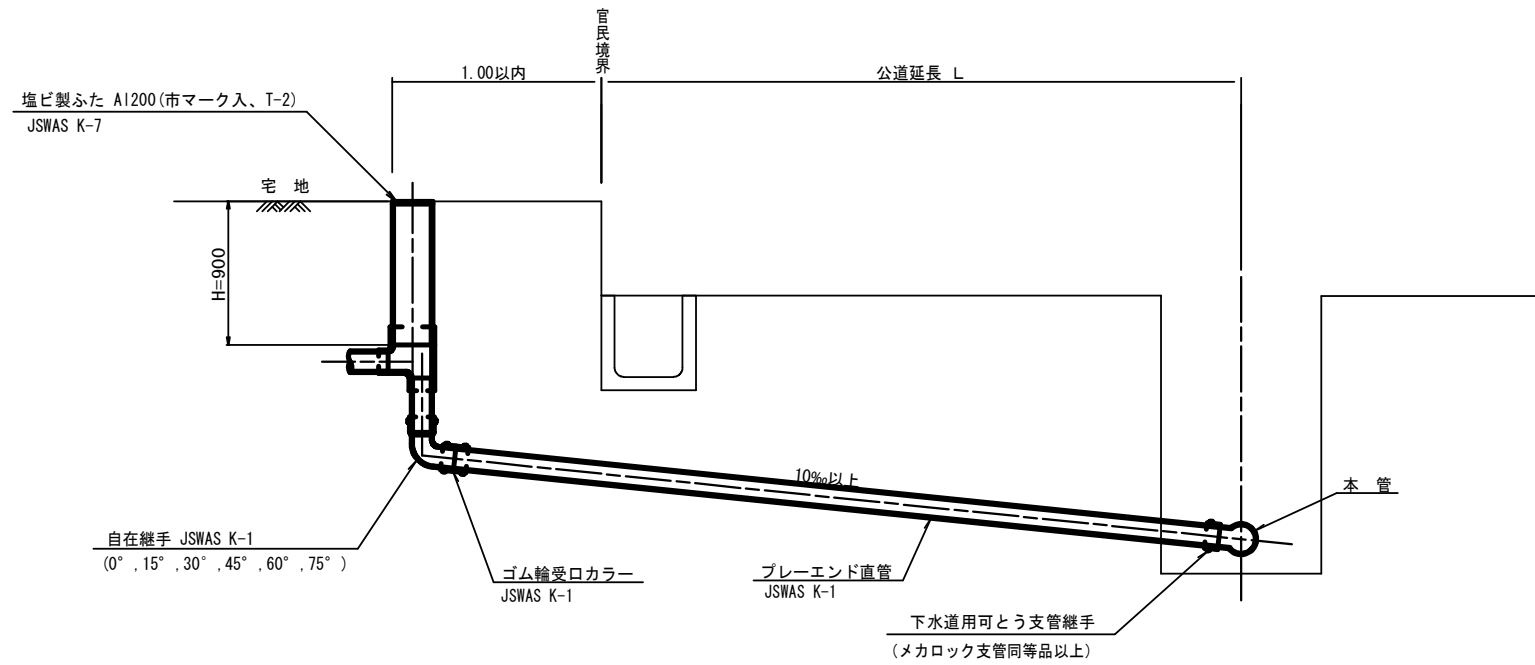 官民境界
1.00以内
公道延長 L
塩ビ製ふた AI200(市マーク入、T-2)
JSWAS K-7
宅 地
H=900
10‰以上
本 管
自在継手 JSWAS K-1
(0°,15°,30°,45°,60°,75°)
ゴム輪受口カラー
JSWAS K-1
プレーエンド直管
JSWAS K-1
下水道用可とう支管継手
(メカロック支管同等品以上)